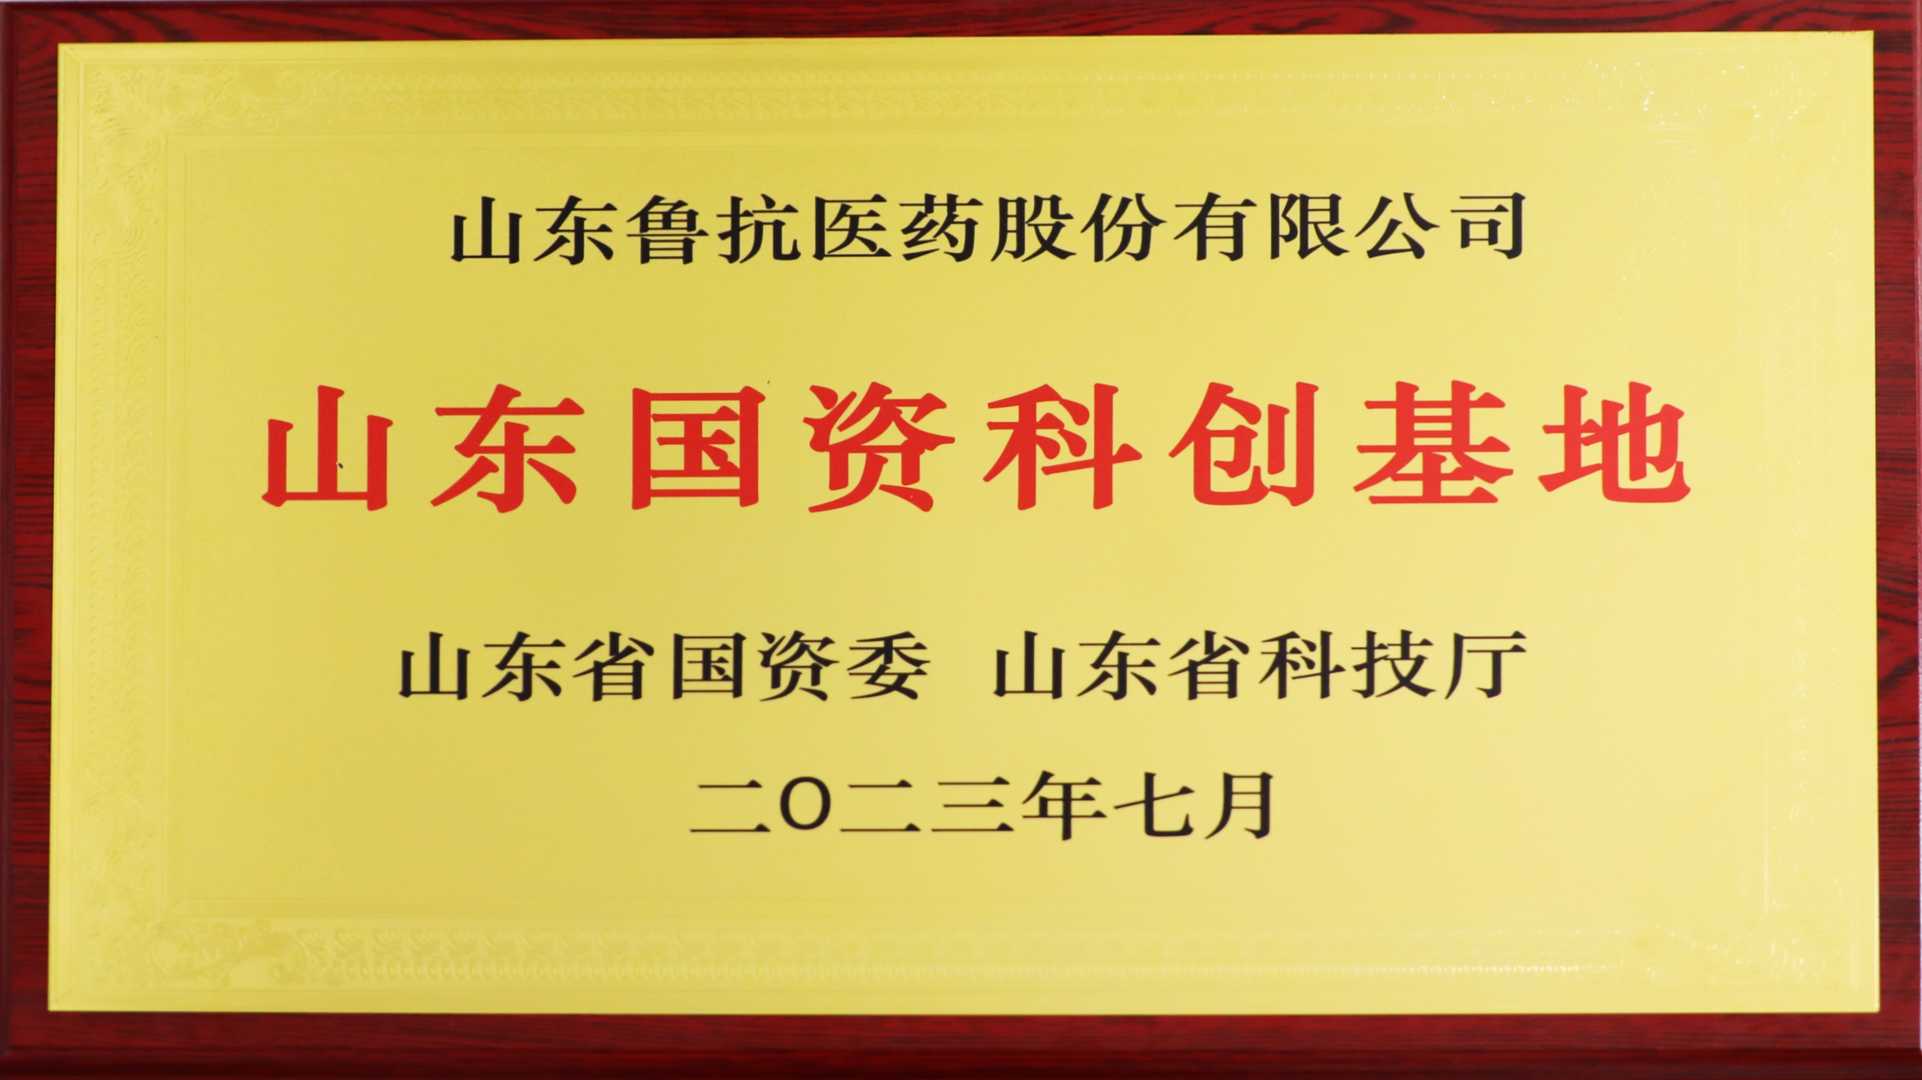 山东鲁抗医药股份有限公司
山东国资科创基地
山东省国资委 山东省科技厅
二O二三年七月